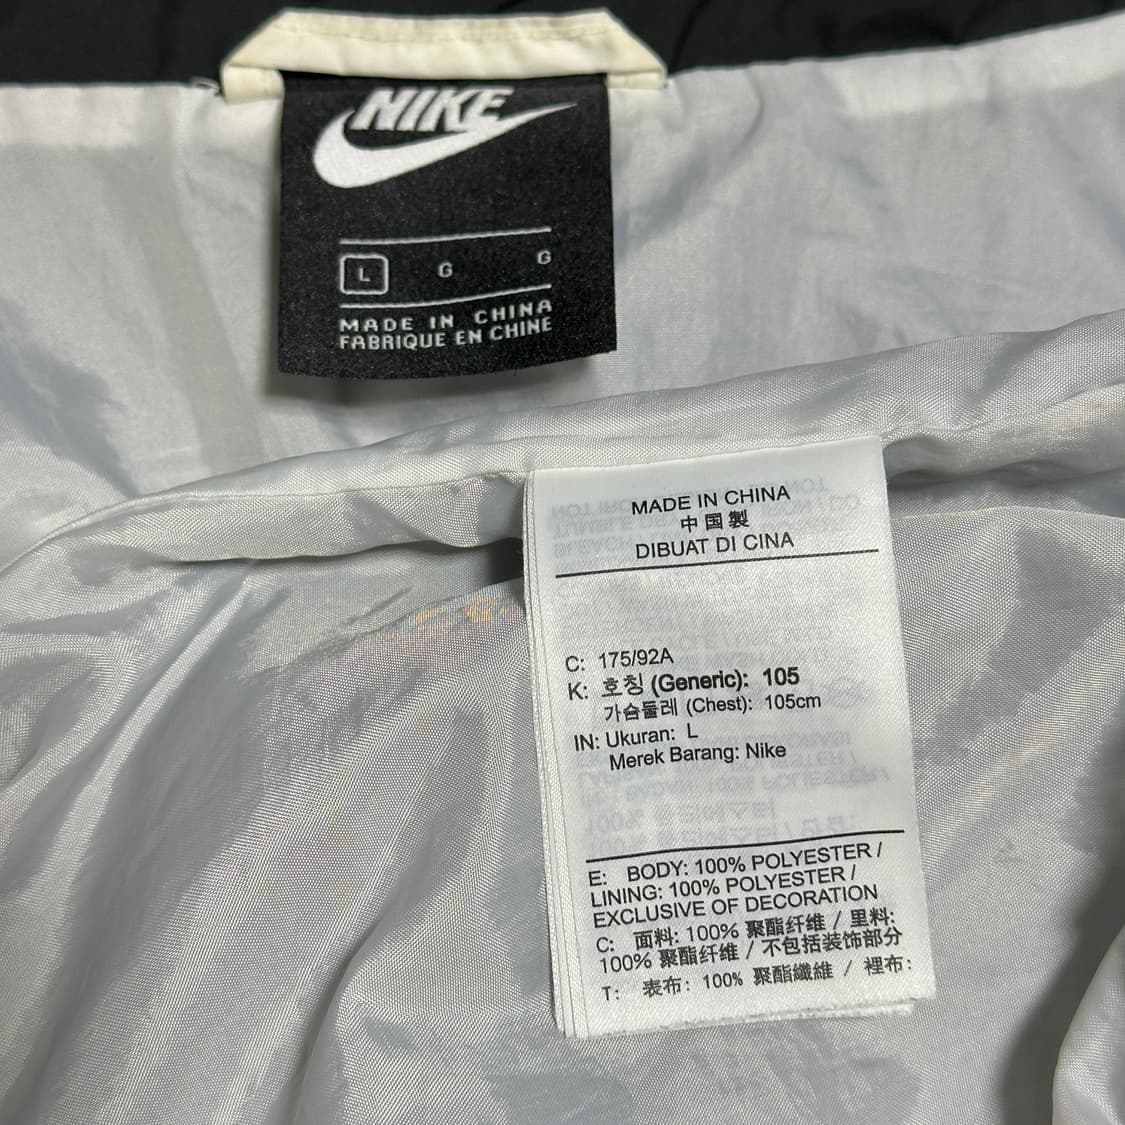 NIKE
L G G
MADE IN CHINA
FABRIQUE EN CHINE
MADE IN CHINA
中国製
DIBUAT DI CINA
C: 175/92A
K: 호칭 (Generic): 105
가슴둘레 (Chest): 105cm
IN: Ukuran: L
Merek Barang: Nike
E: BODY: 100% POLYESTER /
LINING: 100% POLYESTER /
EXCLUSIVE OF DECORATION
C: 面料: 100% 聚酯纤维 / 里料:
100% 聚酯纤维 / 不包括装饰部分
T: 表布: 100% 聚酯纖維 / 裡布: